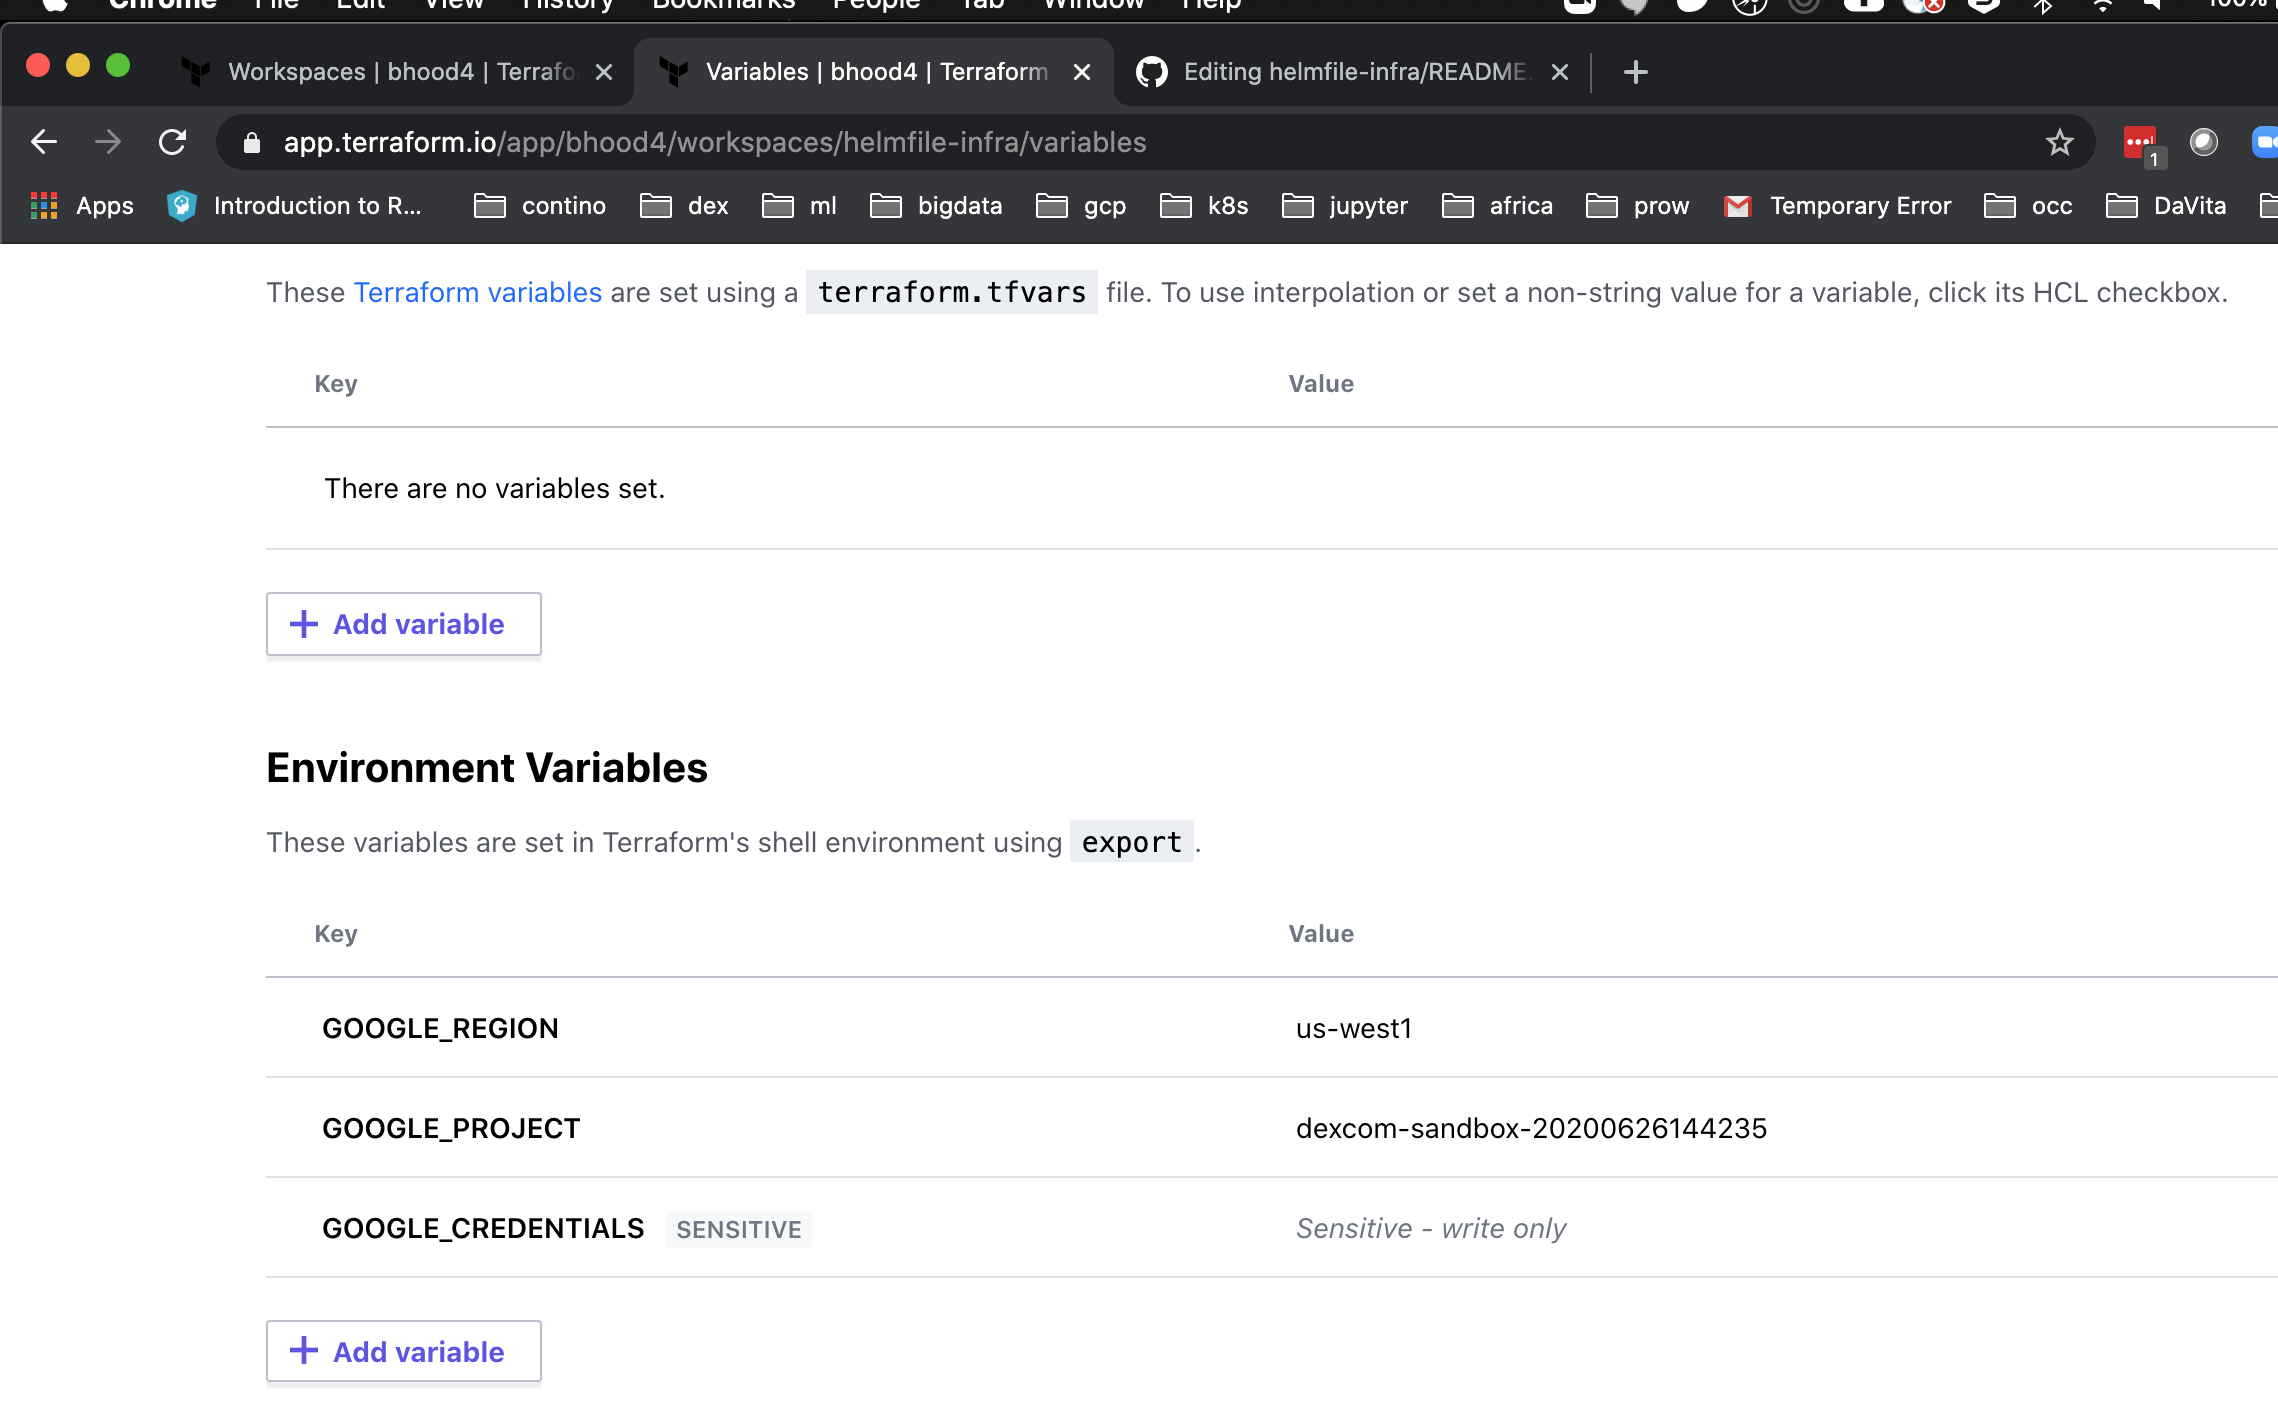 Chrome File Edit View History Bookmarks People Tab Window Help 100%
Workspaces | bhood4 | Terrafo
Variables | bhood4 | Terraform
Editing helmfile-infra/README.
app.terraform.io/app/bhood4/workspaces/helmfile-infra/variables
1
Apps Introduction to R... contino dex ml bigdata gcp k8s jupyter africa prow Temporary Error occ DaVita
These Terraform variables are set using a terraform.tfvars file. To use interpolation or set a non-string value for a variable, click its HCL checkbox.
Key Value
There are no variables set.
+ Add variable
Environment Variables
These variables are set in Terraform's shell environment using export.
Key Value
GOOGLE_REGION us-west1
GOOGLE_PROJECT dexcom-sandbox-20200626144235
GOOGLE_CREDENTIALS SENSITIVE Sensitive - write only
+ Add variable